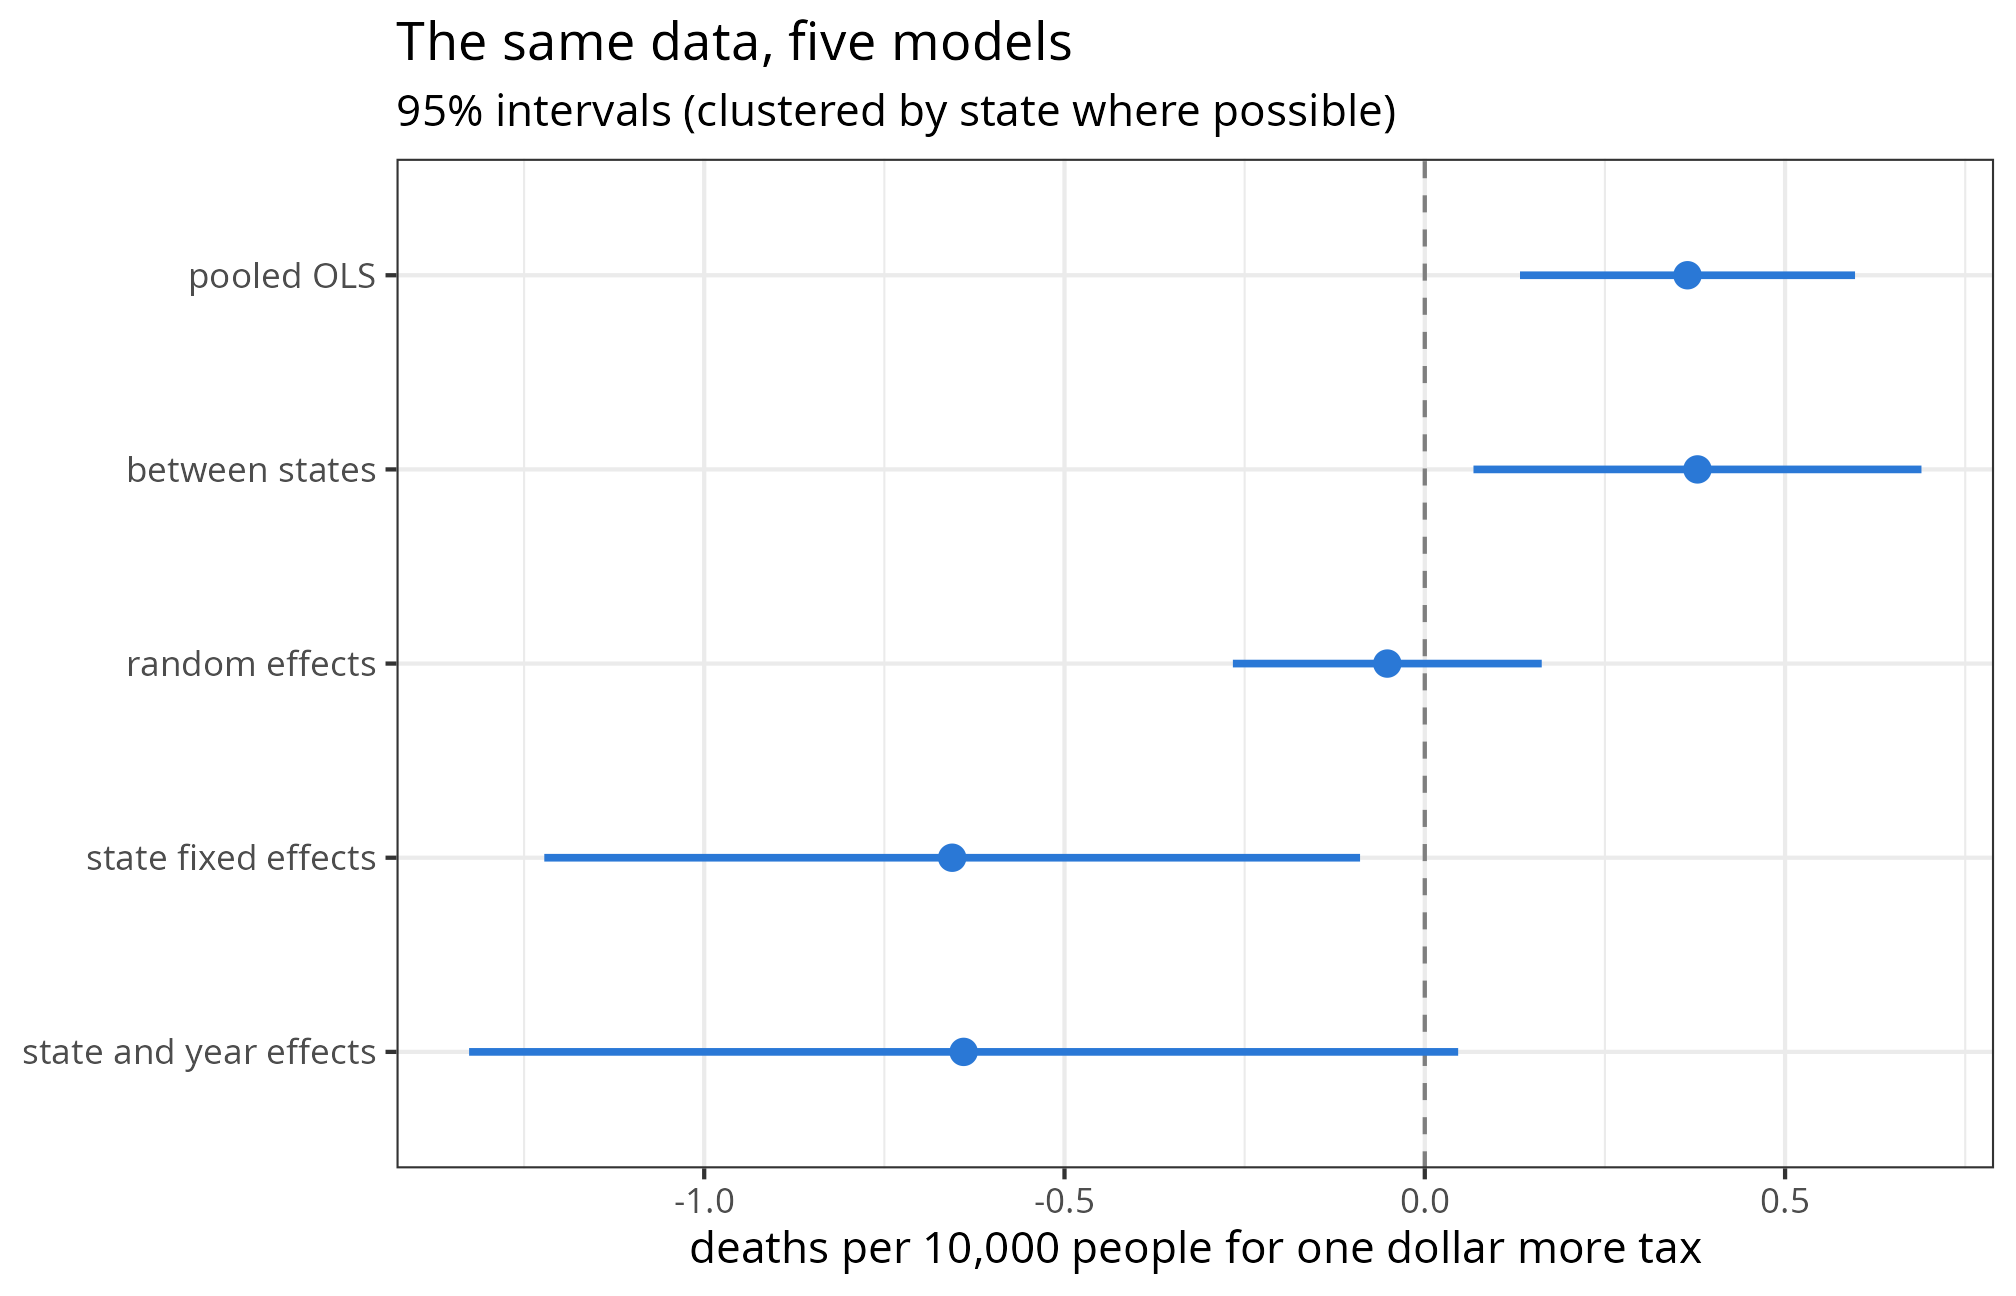 The same data, five models
95% intervals (clustered by state where possible)
pooled OLS
between states
random effects
state fixed effects
state and year effects
-1.0
-0.5
0.0
0.5
deaths per 10,000 people for one dollar more tax